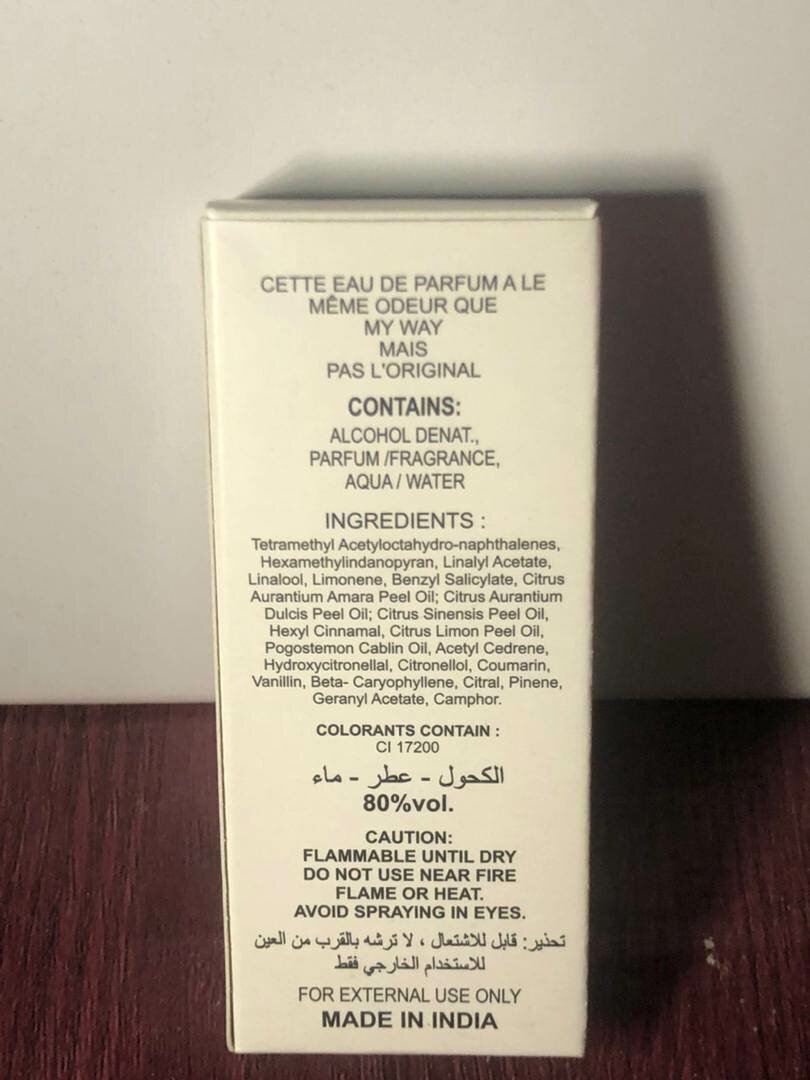 CETTE EAU DE PARFUM A LE
MÊME ODEUR QUE
MY WAY
MAIS
PAS L'ORIGINAL
CONTAINS:
ALCOHOL DENAT.,
PARFUM /FRAGRANCE,
AQUA / WATER
INGREDIENTS :
Tetramethyl Acetyloctahydro-naphthalenes,
Hexamethylindanopyran, Linalyl Acetate,
Linalool, Limonene, Benzyl Salicylate, Citrus
Aurantium Amara Peel Oil; Citrus Aurantium
Dulcis Peel Oil; Citrus Sinensis Peel Oil,
Hexyl Cinnamal, Citrus Limon Peel Oil,
Pogostemon Cablin Oil, Acetyl Cedrene,
Hydroxycitronellal, Citronellol, Coumarin,
Vanillin, Beta- Caryophyllene, Citral, Pinene,
Geranyl Acetate, Camphor.
COLORANTS CONTAIN :
CI 17200
الكحول - عطر - ماء
80%vol.
CAUTION:
FLAMMABLE UNTIL DRY
DO NOT USE NEAR FIRE
FLAME OR HEAT.
AVOID SPRAYING IN EYES.
تحذير: قابل للاشتعال ، لا ترشه بالقرب من العين
للاستخدام الخارجي فقط
FOR EXTERNAL USE ONLY
MADE IN INDIA